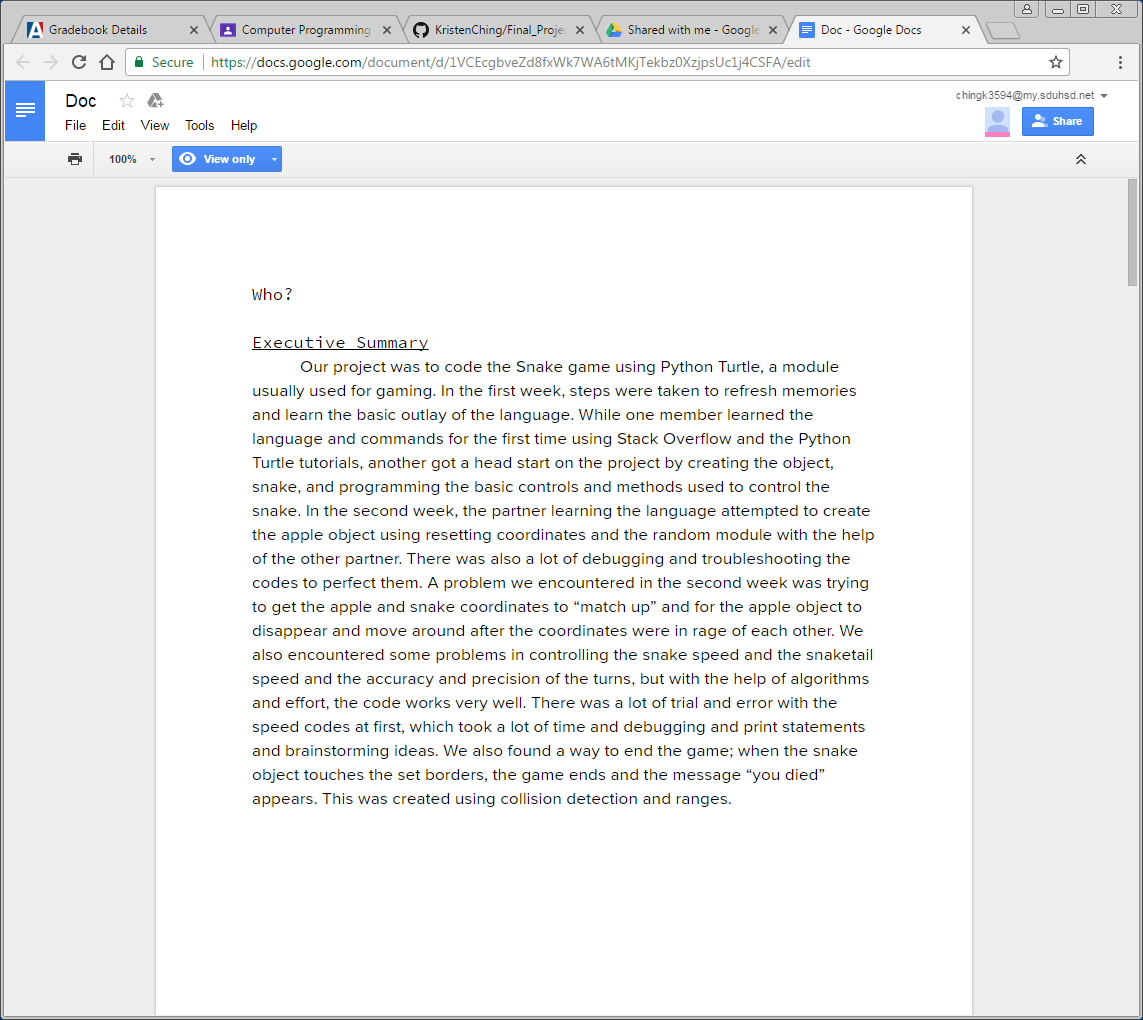 Gradebook Details
Computer Programming
KristenChing/Final_Proje
Shared with me - Google
Doc - Google Docs
Secure
https://docs.google.com/document/d/1VCEcgbveZd8fxWk7WA6tMKjTekbz0XzjpsUc1j4CSFA/edit
Doc
chingk3594@my.sduhsd.net
File Edit View Tools Help
Share
100%
View only
Who?
Executive Summary
Our project was to code the Snake game using Python Turtle, a module
usually used for gaming. In the first week, steps were taken to refresh memories
and learn the basic outlay of the language. While one member learned the
language and commands for the first time using Stack Overflow and the Python
Turtle tutorials, another got a head start on the project by creating the object,
snake, and programming the basic controls and methods used to control the
snake. In the second week, the partner learning the language attempted to create
the apple object using resetting coordinates and the random module with the help
of the other partner. There was also a lot of debugging and troubleshooting the
codes to perfect them. A problem we encountered in the second week was trying
to get the apple and snake coordinates to “match up” and for the apple object to
disappear and move around after the coordinates were in rage of each other. We
also encountered some problems in controlling the snake speed and the snaketail
speed and the accuracy and precision of the turns, but with the help of algorithms
and effort, the code works very well. There was a lot of trial and error with the
speed codes at first, which took a lot of time and debugging and print statements
and brainstorming ideas. We also found a way to end the game; when the snake
object touches the set borders, the game ends and the message “you died”
appears. This was created using collision detection and ranges.